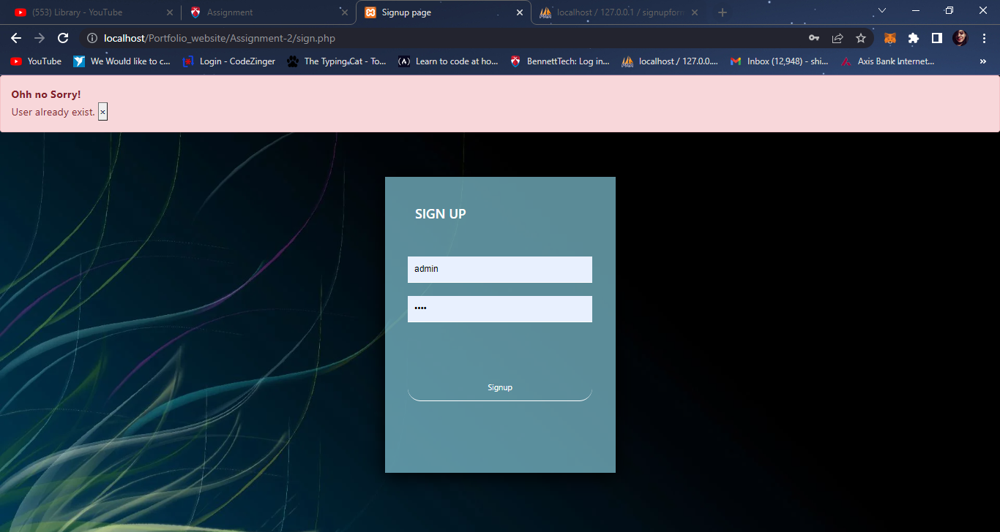 (553) Library - YouTube
Assignment
Signup page
localhost / 127.0.0.1 / signupform
localhost/Portfolio_website/Assignment-2/sign.php
YouTube
We Would like to c...
Login - CodeZinger
The Typing Cat - To...
Learn to code at ho...
BennettTech: Log in...
localhost / 127.0.0....
Inbox (12,948) - shi...
Axis Bank Internet...
»
Ohh no Sorry!
User already exist. ×
SIGN UP
admin
••••
Signup